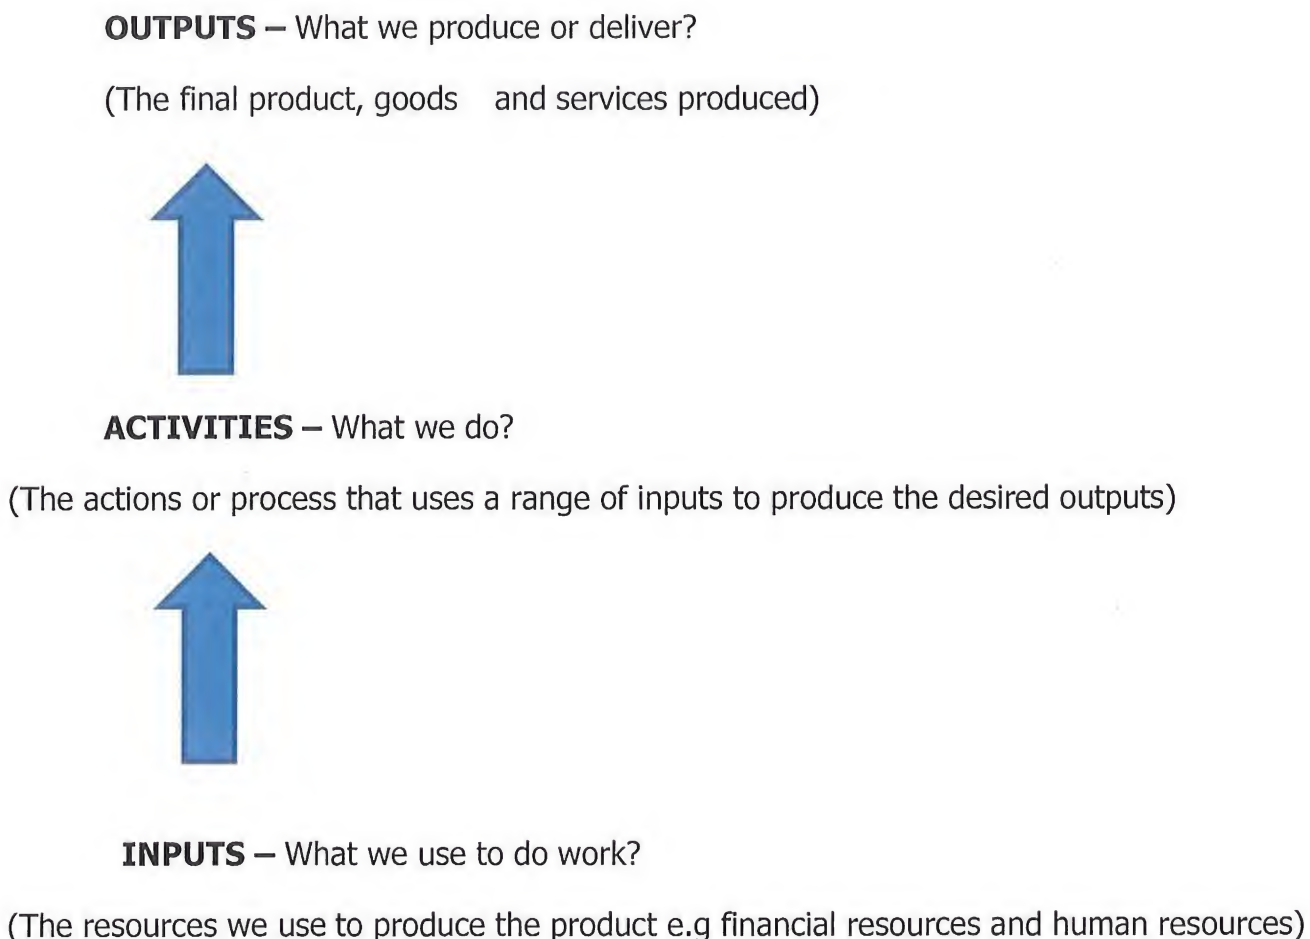 OUTPUTS – What we produce or deliver?
(The final product, goods and services produced)
ACTIVITIES – What we do?
(The actions or process that uses a range of inputs to produce the desired outputs)
INPUTS – What we use to do work?
(The resources we use to produce the product e.g financial resources and human resources)